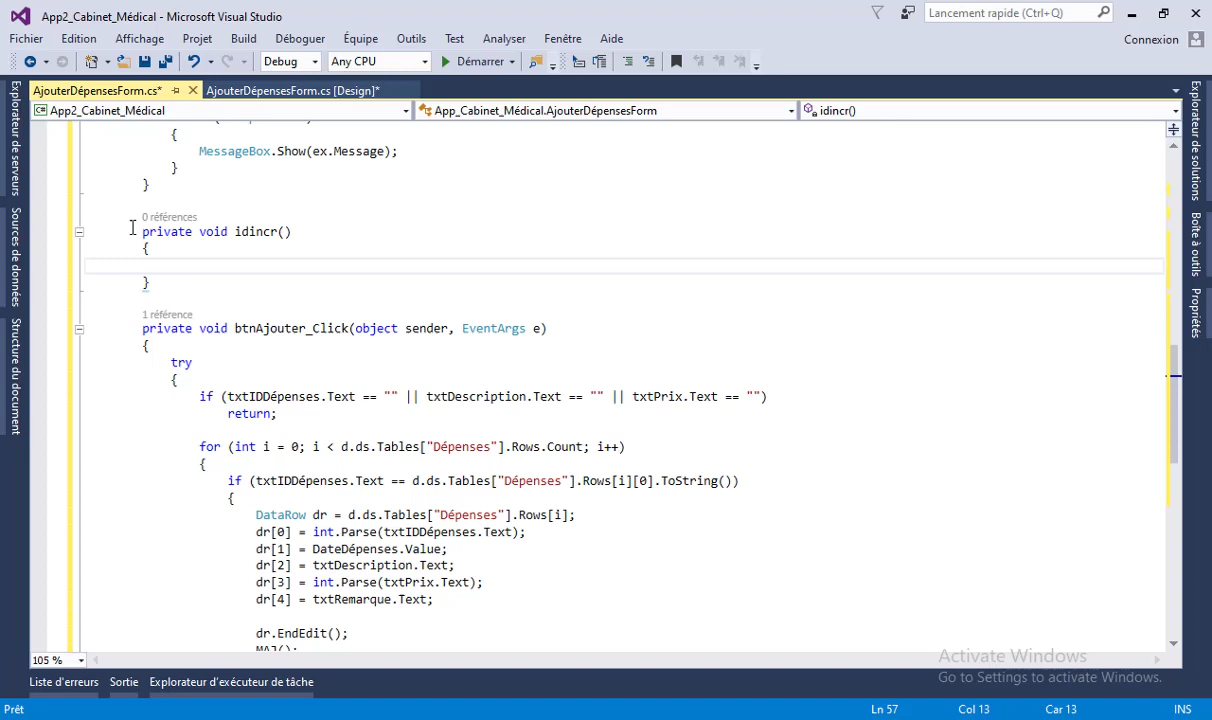 App2_Cabinet_Médical - Microsoft Visual Studio
Lancement rapide (Ctrl+Q)
Fichier Edition Affichage Projet Build Déboguer Équipe Outils Test Analyser Fenêtre Aide
Connexion
Debug Any CPU Démarrer
AjouterDépensesForm.cs* AjouterDépensesForm.cs [Design]*
App2_Cabinet_Médical App_Cabinet_Médical.AjouterDépensesForm idincr()
Explorateur de serveurs
Sources de données
Structure du document
{
MessageBox.Show(ex.Message);
}
}
0 références
private void idincr()
{
}
1 référence
private void btnAjouter_Click(object sender, EventArgs e)
{
try
{
if (txtIDDépenses.Text == "" || txtDescription.Text == "" || txtPrix.Text == "")
return;
for (int i = 0; i < d.ds.Tables["Dépenses"].Rows.Count; i++)
{
if (txtIDDépenses.Text == d.ds.Tables["Dépenses"].Rows[i][0].ToString())
{
DataRow dr = d.ds.Tables["Dépenses"].Rows[i];
dr[0] = int.Parse(txtIDDépenses.Text);
dr[1] = DateDépenses.Value;
dr[2] = txtDescription.Text;
dr[3] = int.Parse(txtPrix.Text);
dr[4] = txtRemarque.Text;
dr.EndEdit();
MAJ();
Explorateur de solutions
Boîte à outils
Propriétés
105 %
Activate Windows
Go to Settings to activate Windows.
Liste d'erreurs Sortie Explorateur d'exécuteur de tâche
Prêt Ln 57 Col 13 Car 13 INS